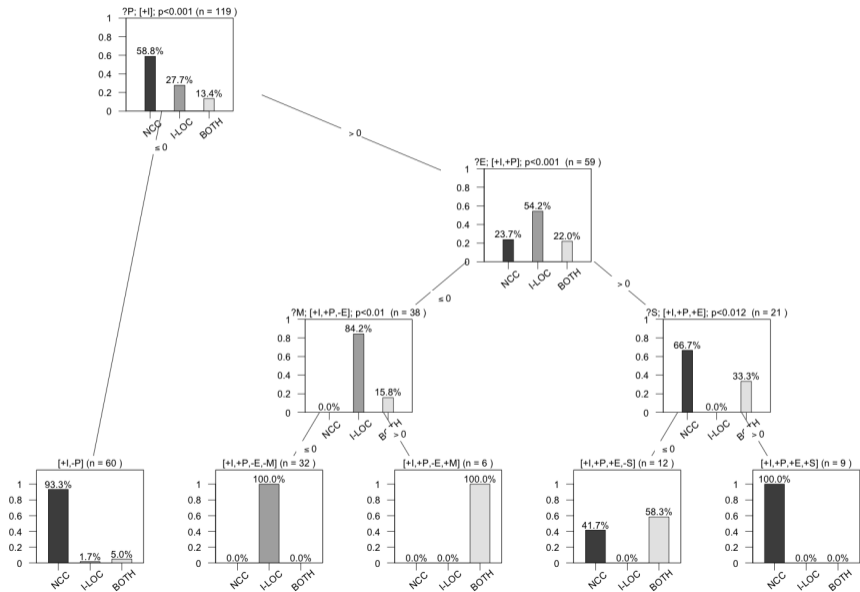 ?P; [+I]; p<0.001 (n = 119 )
1
0.8
0.6
0.4
0.2
0
58.8%
27.7%
13.4%
NCC
I-LOC
BOTH
≤ 0
> 0
?E; [+I,+P]; p<0.001 (n = 59 )
1
0.8
0.6
0.4
0.2
0
23.7%
54.2%
22.0%
NCC
I-LOC
BOTH
≤ 0
> 0
?M; [+I,+P,-E]; p<0.01 (n = 38 )
1
0.8
0.6
0.4
0.2
0
0.0%
84.2%
15.8%
NCC
I-LOC
BOTH
≤ 0
> 0
?S; [+I,+P,+E]; p<0.012 (n = 21 )
1
0.8
0.6
0.4
0.2
0
66.7%
0.0%
33.3%
NCC
I-LOC
BOTH
≤ 0
> 0
[+I,-P] (n = 60 )
1
0.8
0.6
0.4
0.2
0
93.3%
1.7%
5.0%
NCC
I-LOC
BOTH
[+I,+P,-E,-M] (n = 32 )
1
0.8
0.6
0.4
0.2
0
0.0%
100.0%
0.0%
NCC
I-LOC
BOTH
[+I,+P,-E,+M] (n = 6 )
1
0.8
0.6
0.4
0.2
0
0.0%
0.0%
100.0%
NCC
I-LOC
BOTH
[+I,+P,+E,-S] (n = 12 )
1
0.8
0.6
0.4
0.2
0
41.7%
0.0%
58.3%
NCC
I-LOC
BOTH
[+I,+P,+E,+S] (n = 9 )
1
0.8
0.6
0.4
0.2
0
100.0%
0.0%
0.0%
NCC
I-LOC
BOTH